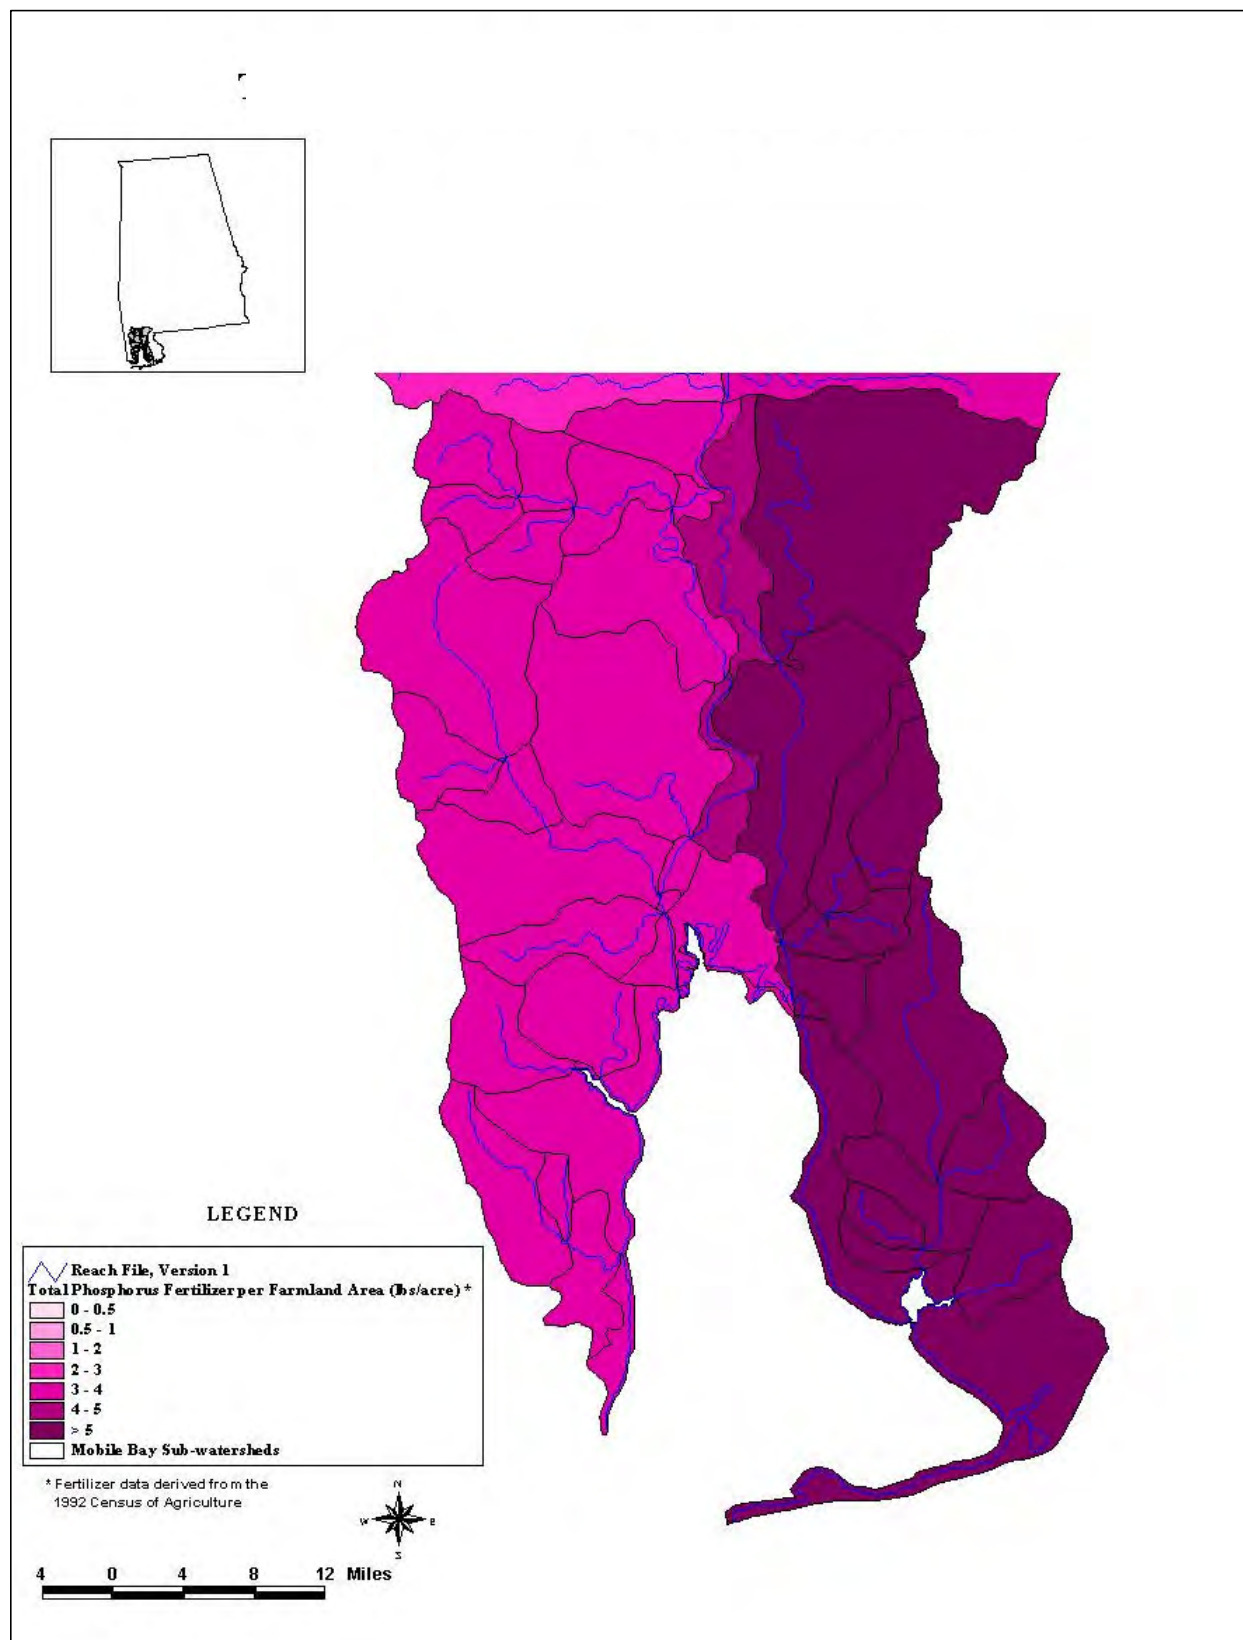 LEGEND
Reach File, Version 1
Total Phosphorus Fertilizer per Farmland Area (lbs/acre) *
0 - 0.5
0.5 - 1
1 - 2
2 - 3
3 - 4
4 - 5
> 5
Mobile Bay Sub-watersheds
* Fertilizer data derived from the
1992 Census of Agriculture
N
W E
S
4 0 4 8 12 Miles